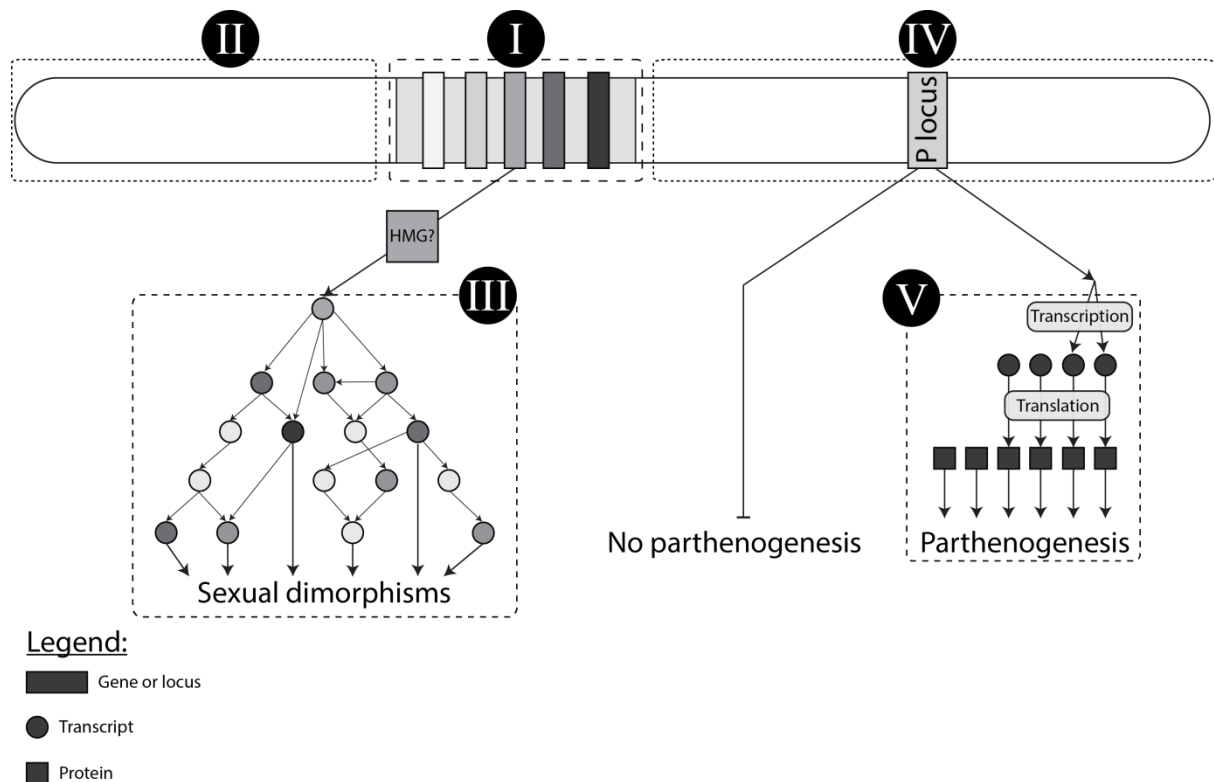 II
I
IV
P locus
HMG?
III
V
Transcription
Translation
No parthenogenesis
Parthenogenesis
Sexual dimorphisms
Legend:
Gene or locus
Transcript
Protein